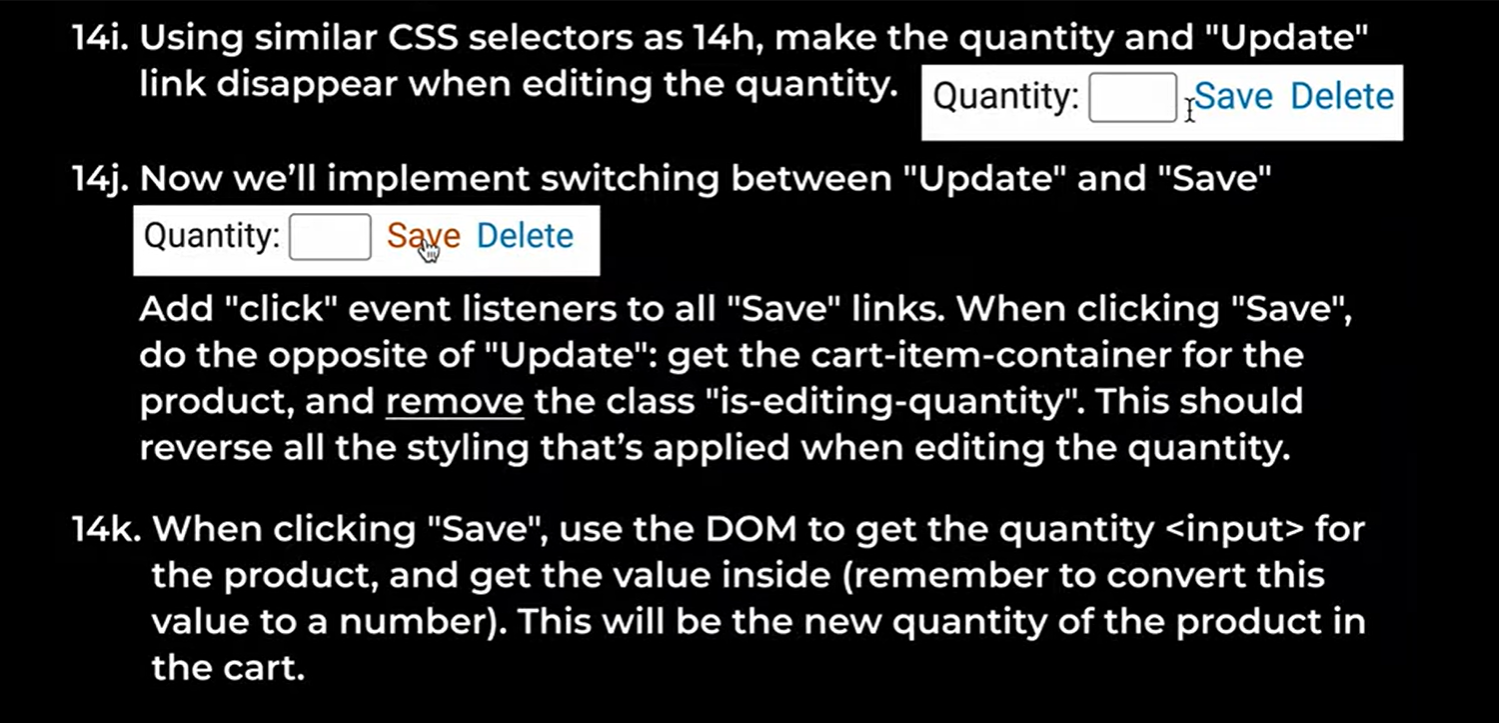 14i. Using similar CSS selectors as 14h, make the quantity and "Update"
link disappear when editing the quantity.
Quantity: Save Delete
14j. Now we’ll implement switching between "Update" and "Save"
Quantity: Save Delete
Add "click" event listeners to all "Save" links. When clicking "Save",
do the opposite of "Update": get the cart-item-container for the
product, and remove the class "is-editing-quantity". This should
reverse all the styling that’s applied when editing the quantity.
14k. When clicking "Save", use the DOM to get the quantity <input> for
the product, and get the value inside (remember to convert this
value to a number). This will be the new quantity of the product in
the cart.